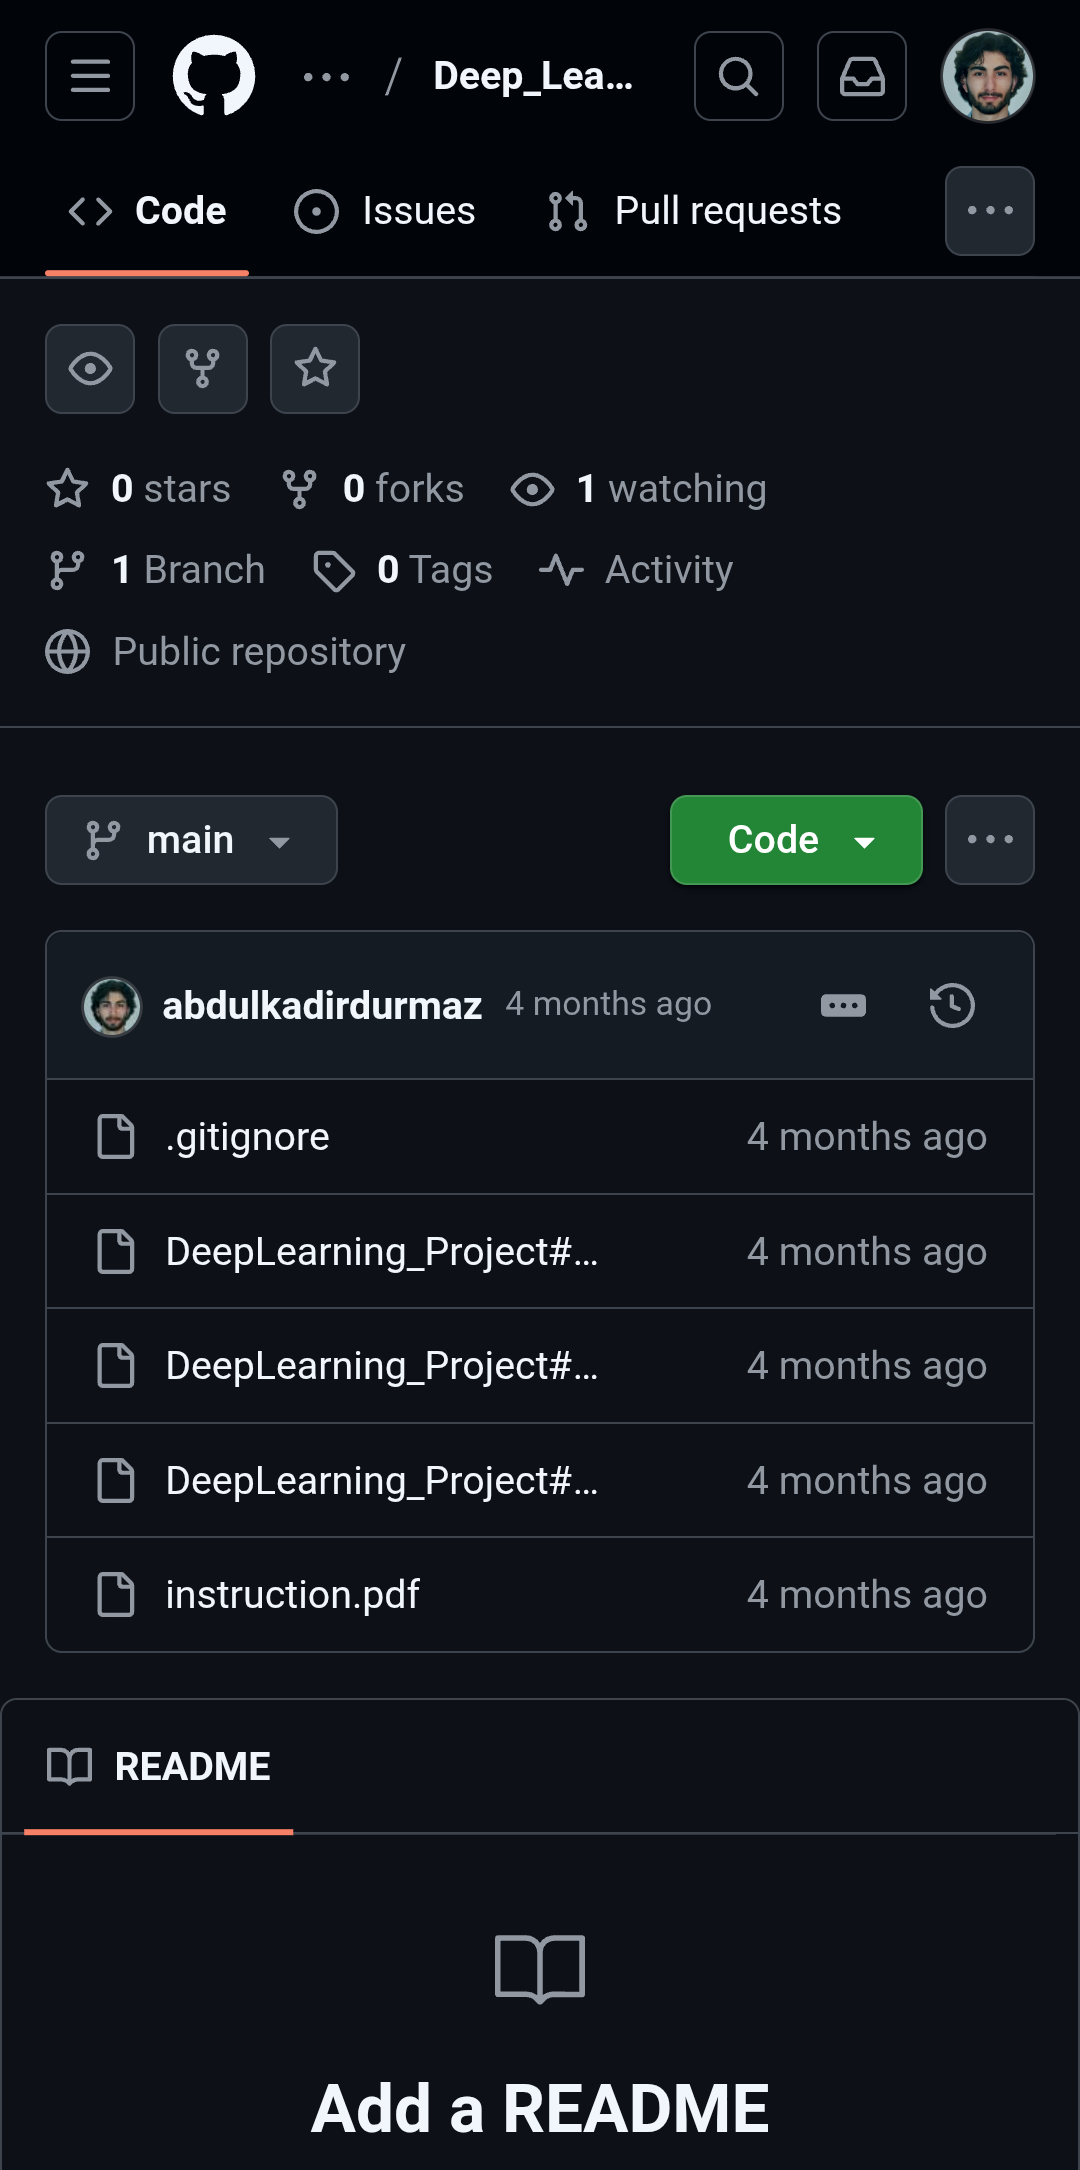 / Deep_Lea...
Code Issues Pull requests
0 stars 0 forks 1 watching
1 Branch 0 Tags Activity
Public repository
main Code
abdulkadirdurmaz 4 months ago
.gitignore 4 months ago
DeepLearning_Project#... 4 months ago
DeepLearning_Project#... 4 months ago
DeepLearning_Project#... 4 months ago
instruction.pdf 4 months ago
README
Add a README